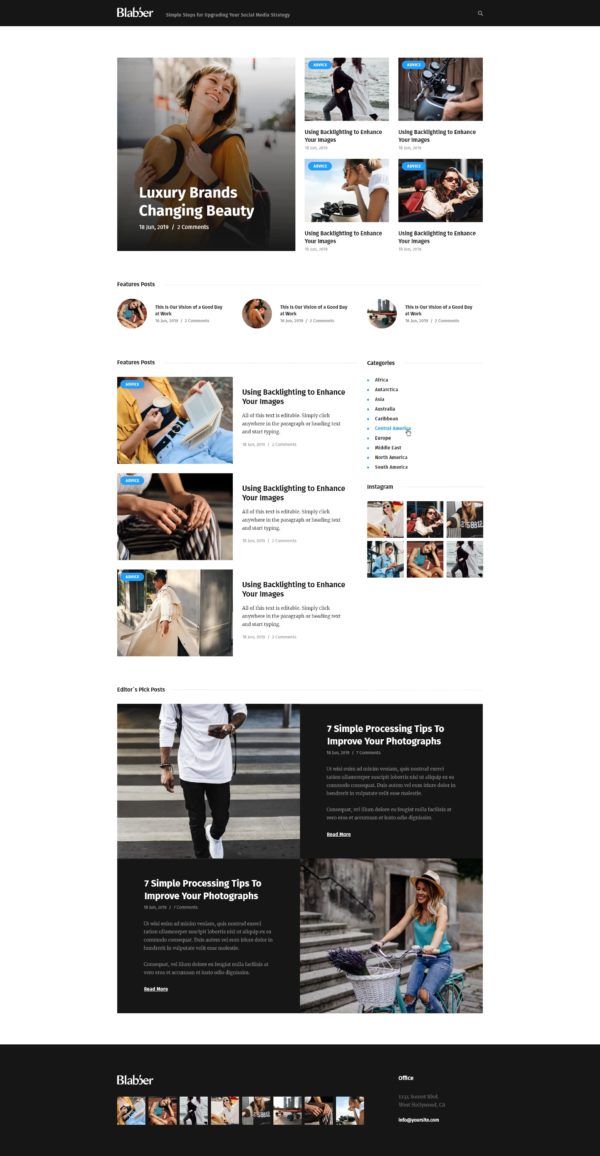 Blabber
Simple Steps for Upgrading Your Social Media Strategy
Luxury Brands
Changing Beauty
18 Jun, 2019 / 2 Comments
ADVICE
Using Backlighting to Enhance
Your Images
18 Jun, 2019
ADVICE
Using Backlighting to Enhance
Your Images
18 Jun, 2019
ADVICE
Using Backlighting to Enhance
Your Images
18 Jun, 2019
ADVICE
Using Backlighting to Enhance
Your Images
18 Jun, 2019
Features Posts
This is Our Vision of a Good Day
at Work
18 Jun, 2019 / 2 Comments
This is Our Vision of a Good Day
at Work
18 Jun, 2019 / 2 Comments
This is Our Vision of a Good Day
at Work
18 Jun, 2019 / 2 Comments
Features Posts
ADVICE
Using Backlighting to Enhance
Your Images
All of this text is editable. Simply click
anywhere in the paragraph or heading text
and start typing.
18 Jun, 2019 / 2 Comments
ADVICE
Using Backlighting to Enhance
Your Images
All of this text is editable. Simply click
anywhere in the paragraph or heading text
and start typing.
18 Jun, 2019 / 2 Comments
ADVICE
Using Backlighting to Enhance
Your Images
All of this text is editable. Simply click
anywhere in the paragraph or heading text
and start typing.
18 Jun, 2019 / 2 Comments
Categories
Africa
Antarctica
Asia
Australia
Caribbean
Central America
Europe
Middle East
North America
South America
Instagram
Editor´s Pick Posts
7 Simple Processing Tips To
Improve Your Photographs
18 Jun, 2019 / 7 Comments
Ut wisi enim ad minim veniam, quis nostrud exerci
tation ullamcorper suscipit lobortis nisl ut aliquip ex ea
commodo consequat. Duis autem vel eum iriure dolor in
hendrerit in vulputate velit esse molestie.
Consequat, vel illum dolore eu feugiat nulla facilisis at
vero eros et accumsan et iusto odio dignissim.
Read More
7 Simple Processing Tips To
Improve Your Photographs
18 Jun, 2019 / 7 Comments
Ut wisi enim ad minim veniam, quis nostrud exerci
tation ullamcorper suscipit lobortis nisl ut aliquip ex ea
commodo consequat. Duis autem vel eum iriure dolor in
hendrerit in vulputate velit esse molestie.
Consequat, vel illum dolore eu feugiat nulla facilisis at
vero eros et accumsan et iusto odio dignissim.
Read More
Blabber
Office
Sunset Blvd
West Hollywood, CA
info@yoursite.com